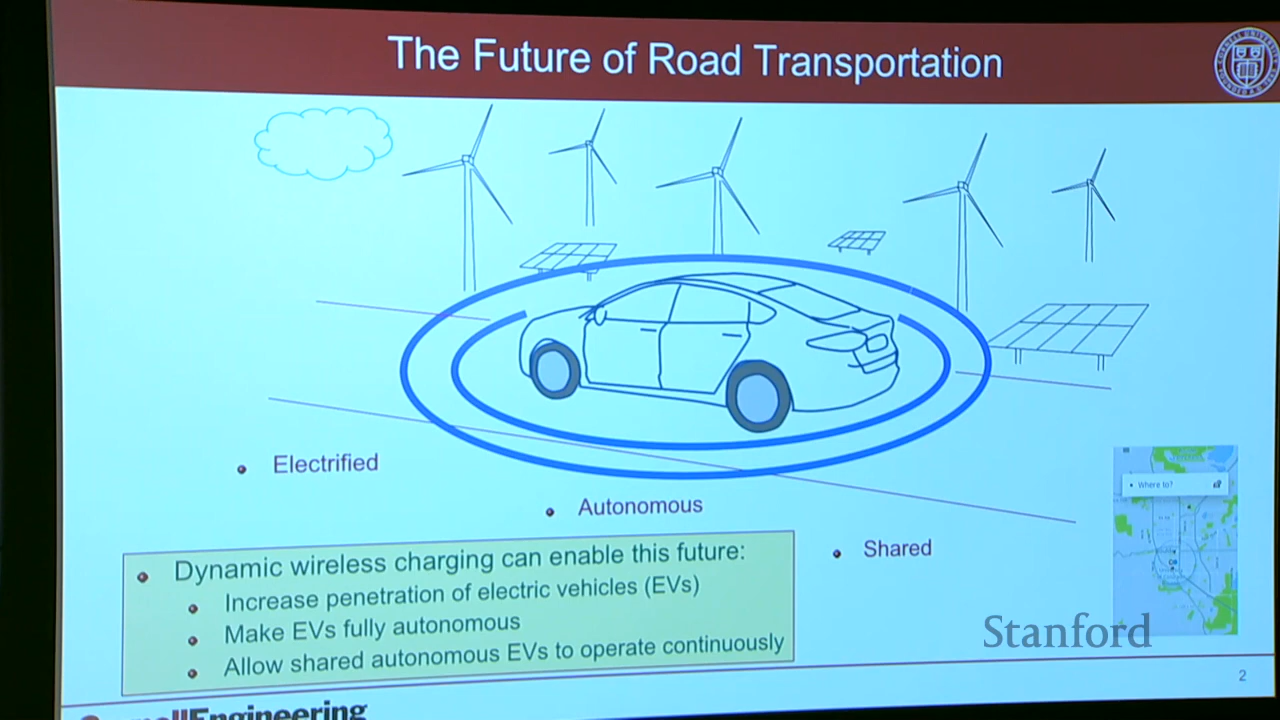 The Future of Road Transportation
Electrified
Autonomous
Shared
Where to?
Dynamic wireless charging can enable this future:
Increase penetration of electric vehicles (EVs)
Make EVs fully autonomous
Allow shared autonomous EVs to operate continuously
Stanford
2
Engineering